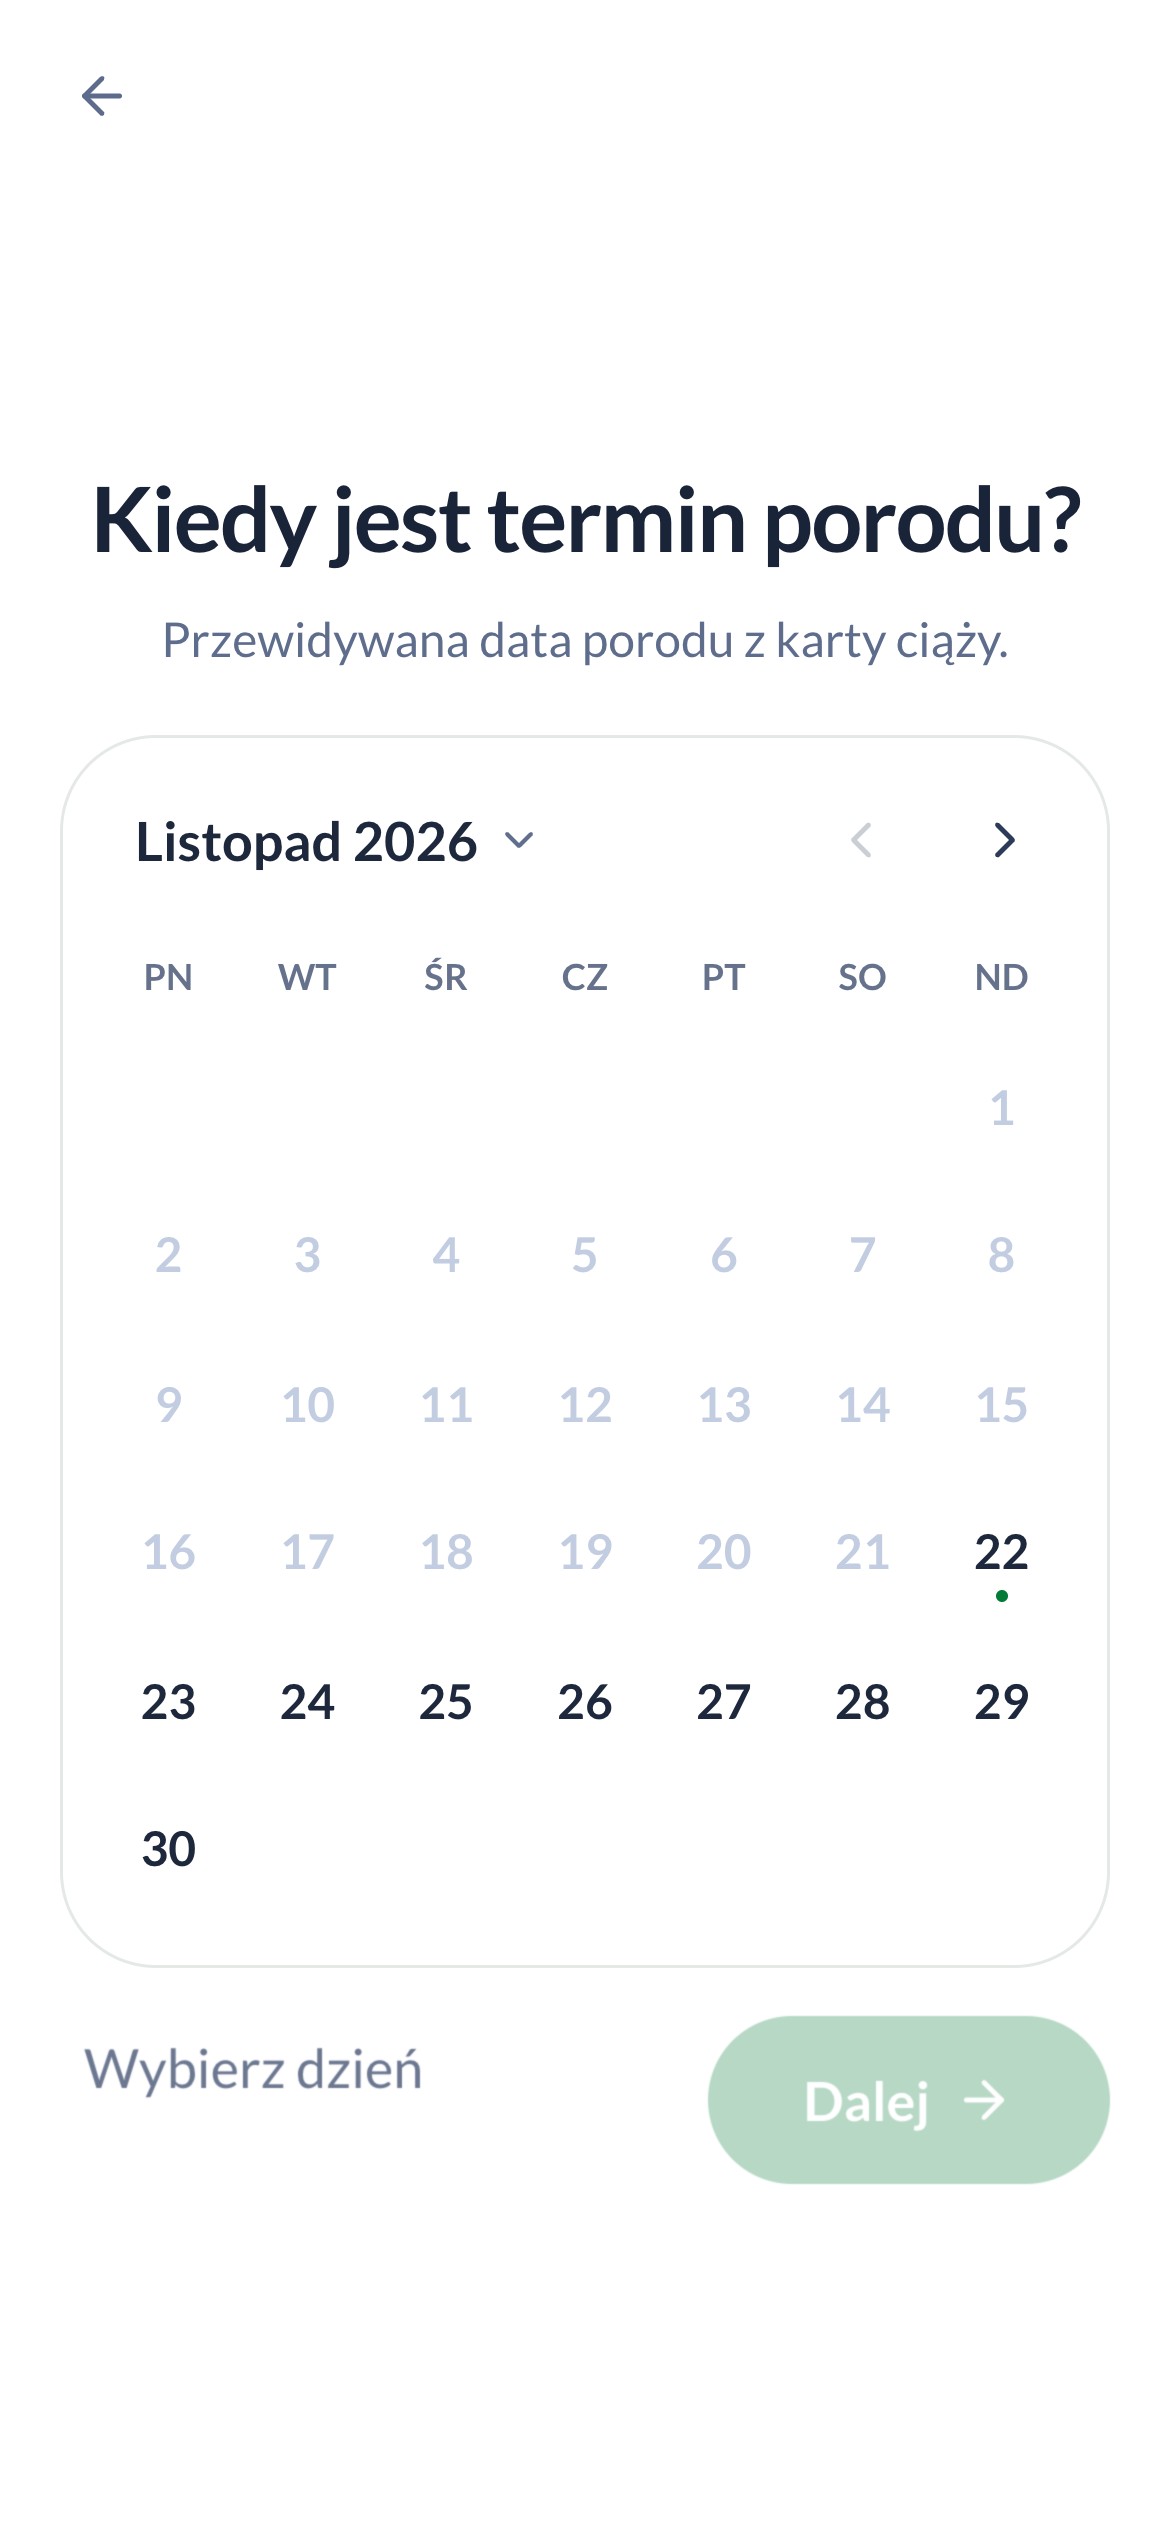 Kiedy jest termin porodu?
Przewidywana data porodu z karty ciąży.
Listopad 2026
PN WT ŚR CZ PT SO ND
1
2 3 4 5 6 7 8
9 10 11 12 13 14 15
16 17 18 19 20 21 22
23 24 25 26 27 28 29
30
Wybierz dzień
Dalej